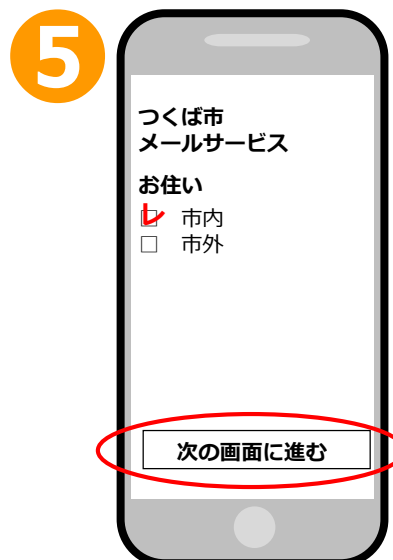 5
つくば市
メールサービス
お住い
☑ 市内
□ 市外
次の画面に進む